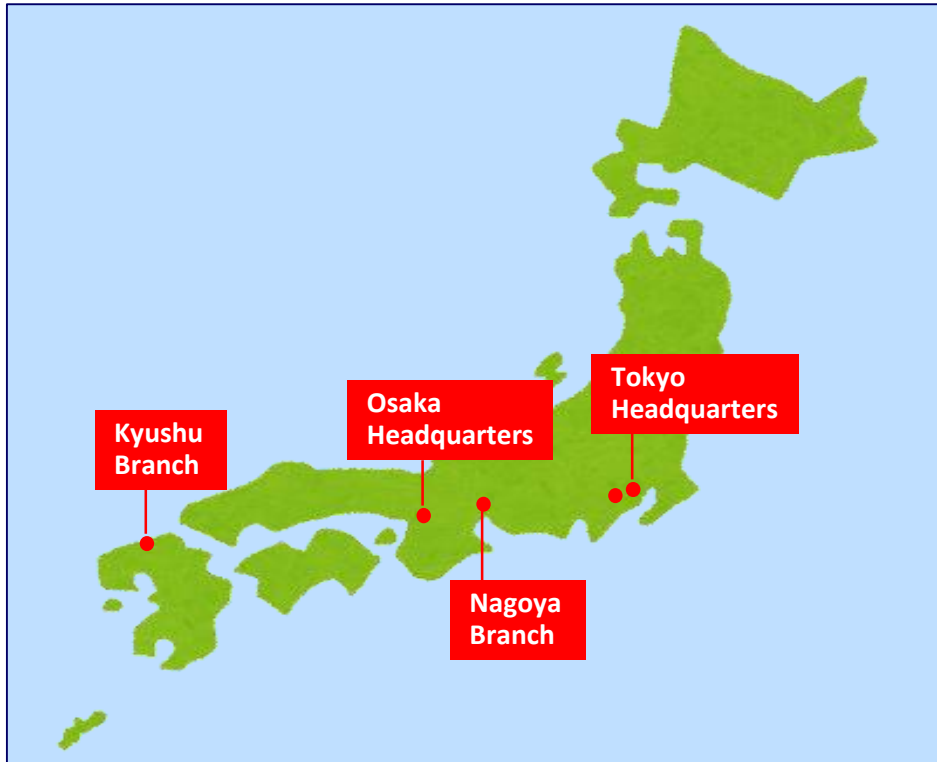 Tokyo
Headquarters
Osaka
Headquarters
Kyushu
Branch
Nagoya
Branch